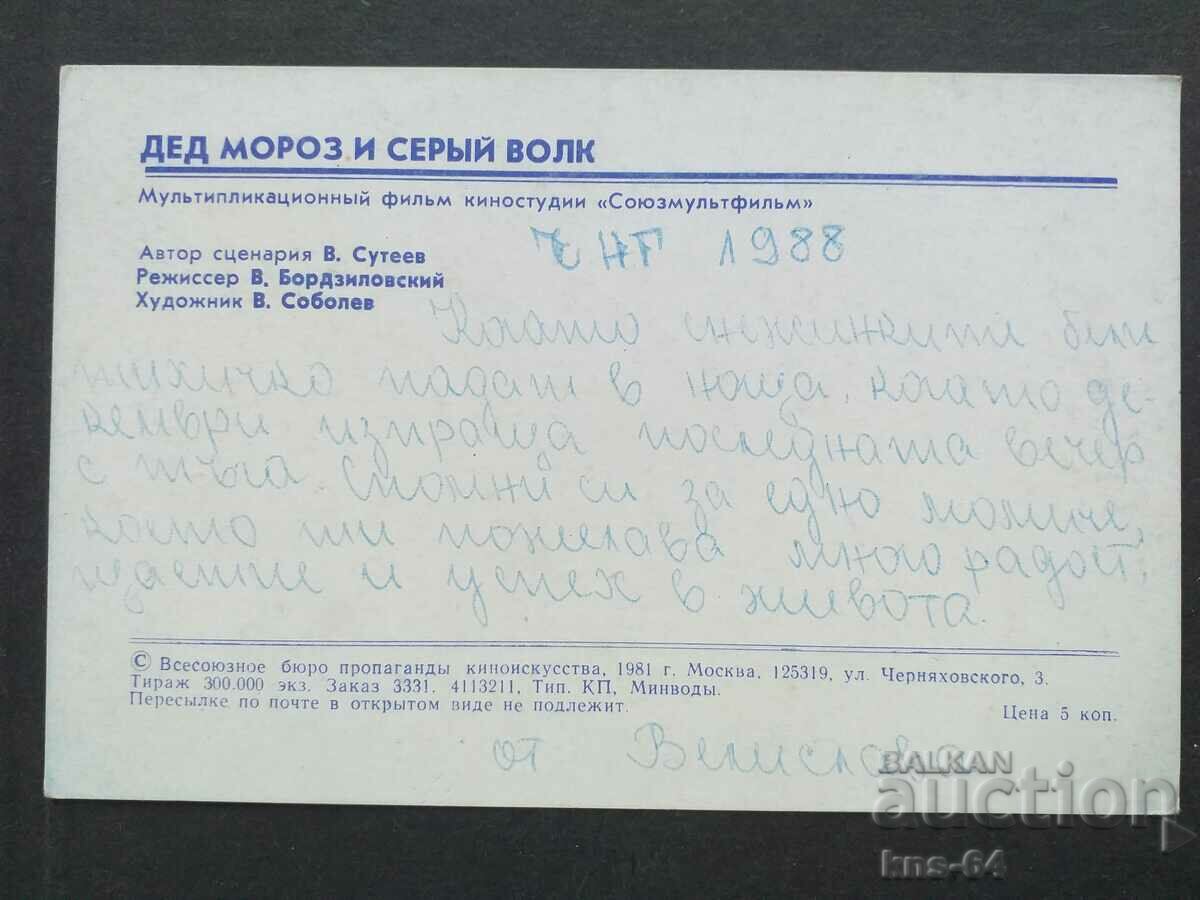 ДЕД МОРОЗ И СЕРЫЙ ВОЛК
Мультипликационный фильм киностудии «Союзмультфильм»
Автор сценария В. Сутеев
Режиссер В. Бордзиловский
Художник В. Соболев
ЧНГ 1988
Когато снежинките бели
тихичко падат в нощта, когато де-
кември изпраща последната вечер
с тъга. Спомни си за едно момиче,
което ти пожелава много радост,
щастие и успех в живота.
© Всесоюзное бюро пропаганды киноискусства, 1981 г. Москва, 125319, ул. Черняховского, 3.
Тираж 300.000 экз. Заказ 3331. 4113211, Тип. КП, Минводы.
Пересылке по почте в открытом виде не подлежит.
Цена 5 коп.
от Велислава
BALKAN
auction
kns-64